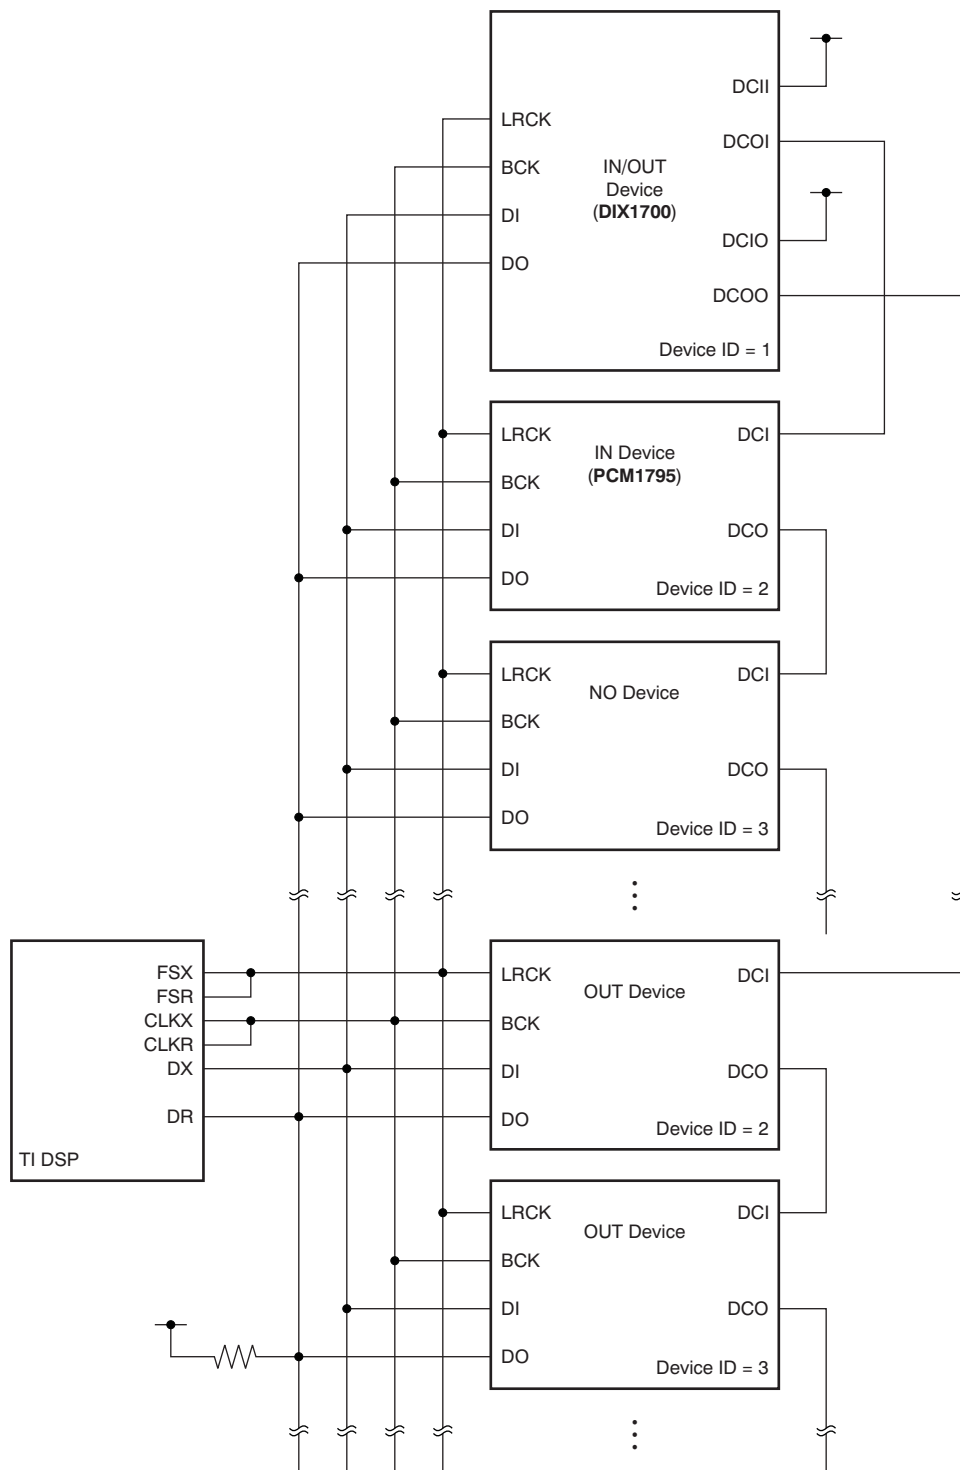 DCII
LRCK
DCOI
BCK
IN/OUT
Device
(DIX1700)
DI
DCIO
DO
DCOO
Device ID = 1
LRCK
DCI
IN Device
(PCM1795)
BCK
DI
DCO
DO
Device ID = 2
LRCK
DCI
NO Device
BCK
DI
DCO
DO
Device ID = 3
FSX
FSR
CLKX
CLKR
DX
DR
TI DSP
LRCK
DCI
OUT Device
BCK
DI
DCO
DO
Device ID = 2
LRCK
DCI
OUT Device
BCK
DI
DCO
DO
Device ID = 3